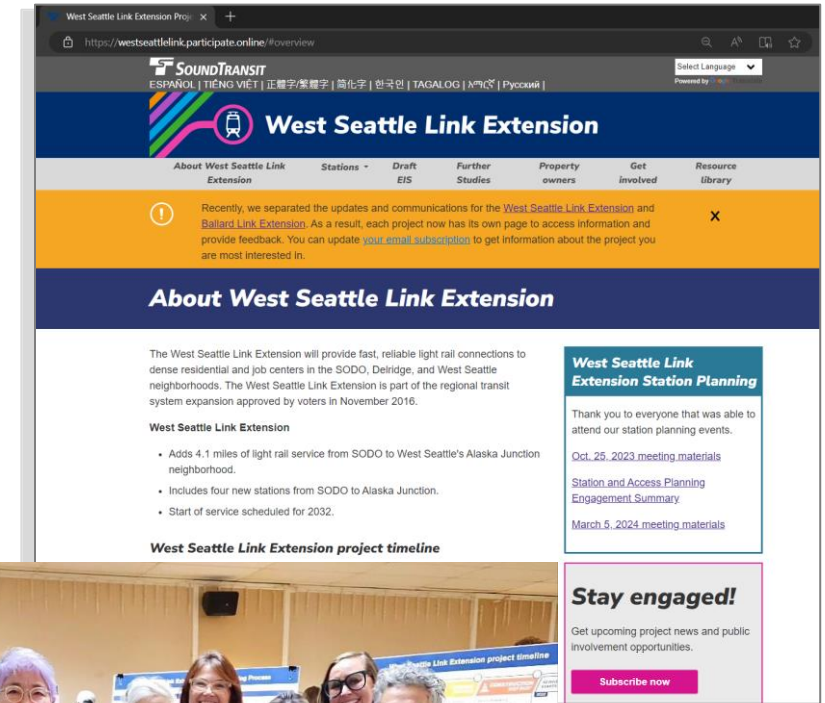 West Seattle Link Extension Proj
https://westseattlelink.participate.online/#overview
SOUNDTRANSIT
Select Language
ESPAÑOL | TIẾNG VIỆT | 正體字/繁體字 | 简化字 | 한국인 | TAGALOG | አማርኛ | Русский |
Powered by
West Seattle Link Extension
About West Seattle Link Extension
Stations
Draft EIS
Further Studies
Property owners
Get involved
Resource library
Recently, we separated the updates and communications for the West Seattle Link Extension and
Ballard Link Extension. As a result, each project now has its own page to access information and
provide feedback. You can update your email subscription to get information about the project you
are most interested in.
X
About West Seattle Link Extension
The West Seattle Link Extension will provide fast, reliable light rail connections to
dense residential and job centers in the SODO, Delridge, and West Seattle
neighborhoods. The West Seattle Link Extension is part of the regional transit
system expansion approved by voters in November 2016.
West Seattle Link Extension
• Adds 4.1 miles of light rail service from SODO to West Seattle's Alaska Junction
neighborhood.
• Includes four new stations from SODO to Alaska Junction.
• Start of service scheduled for 2032.
West Seattle Link Extension project timeline
West Seattle Link
Extension Station Planning
Thank you to everyone that was able to
attend our station planning events.
Oct. 25, 2023 meeting materials
Station and Access Planning
Engagement Summary
March 5, 2024 meeting materials
Stay engaged!
Get upcoming project news and public
involvement opportunities.
Subscribe now
Link Extension project timeline